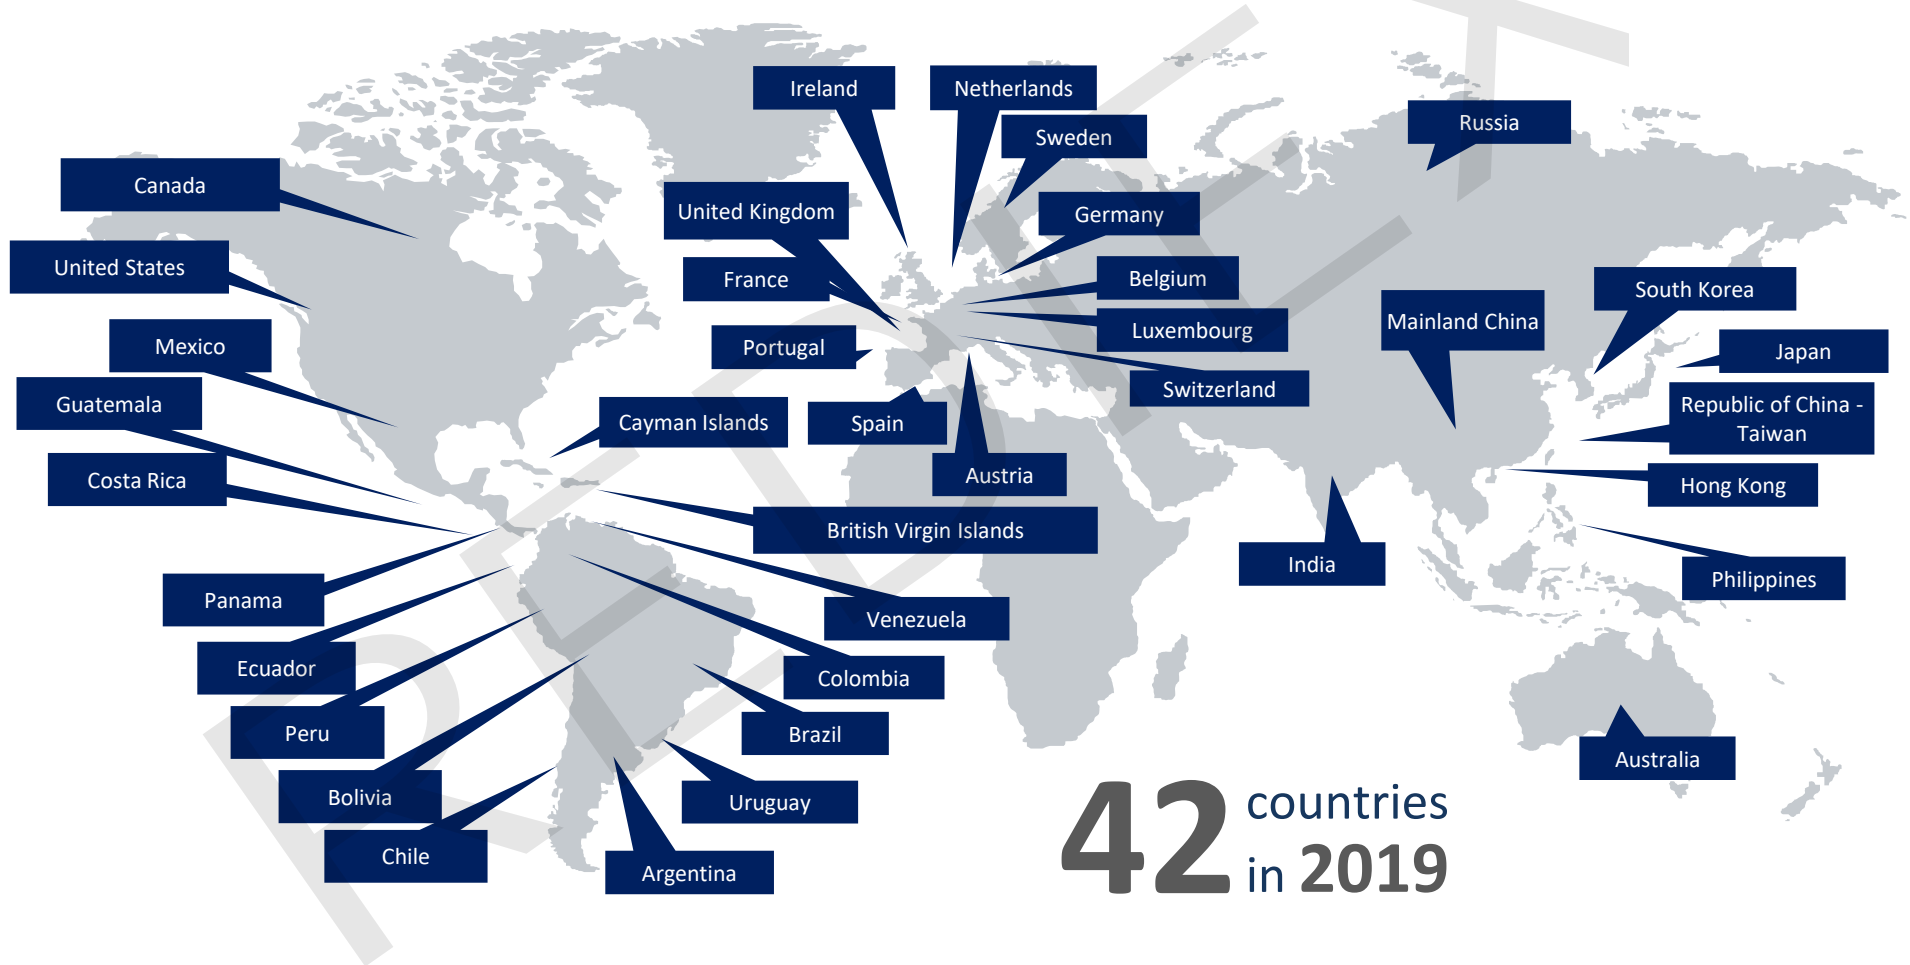 Ireland
Netherlands
Russia
Sweden
Canada
United Kingdom
Germany
United States
France
Belgium
South Korea
Mainland China
Luxembourg
Mexico
Portugal
Japan
Switzerland
Guatemala
Cayman Islands
Spain
Republic of China -
Taiwan
Costa Rica
Austria
Hong Kong
British Virgin Islands
India
Philippines
Panama
Venezuela
Ecuador
Colombia
Peru
Brazil
Australia
Bolivia
Uruguay
Chile
Argentina
42 countries
in 2019